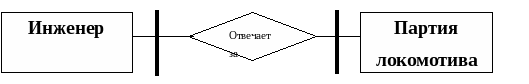 Инженер
Отвечает
за
Партия
локомотива